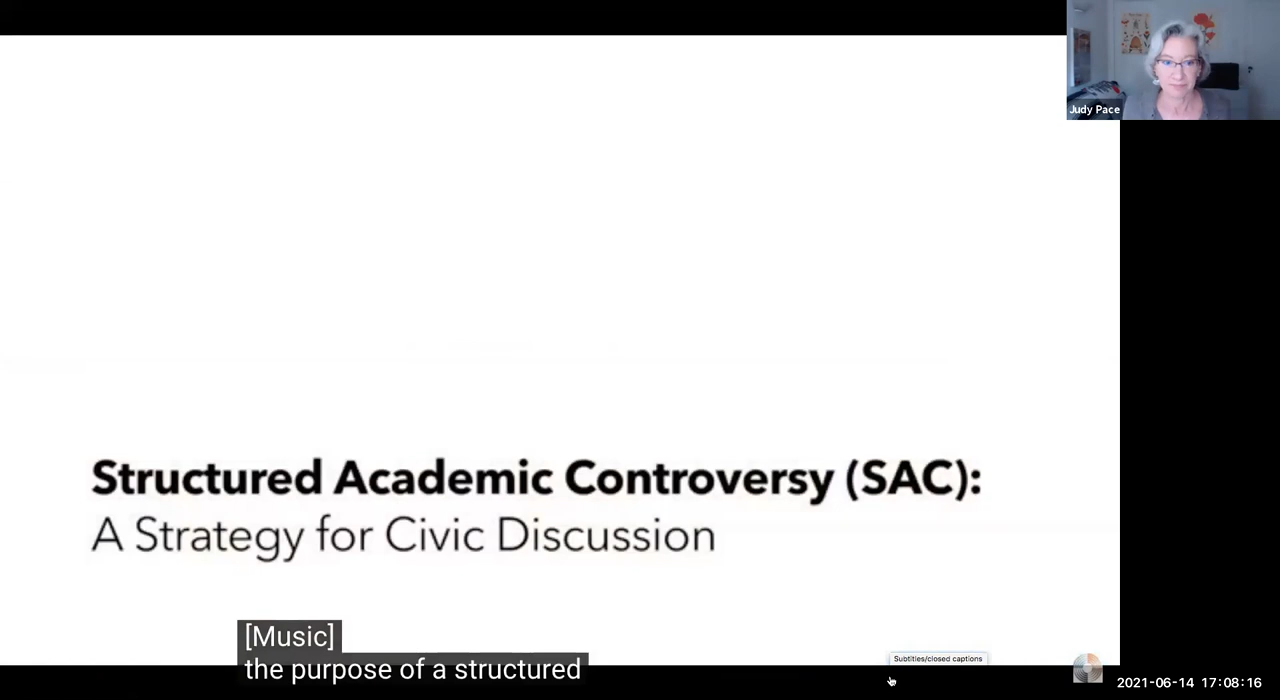 Judy Pace
Structured Academic Controversy (SAC):
A Strategy for Civic Discussion
[Music]
the purpose of a structured
Subtitles/closed captions
2021-06-14 17:08:16